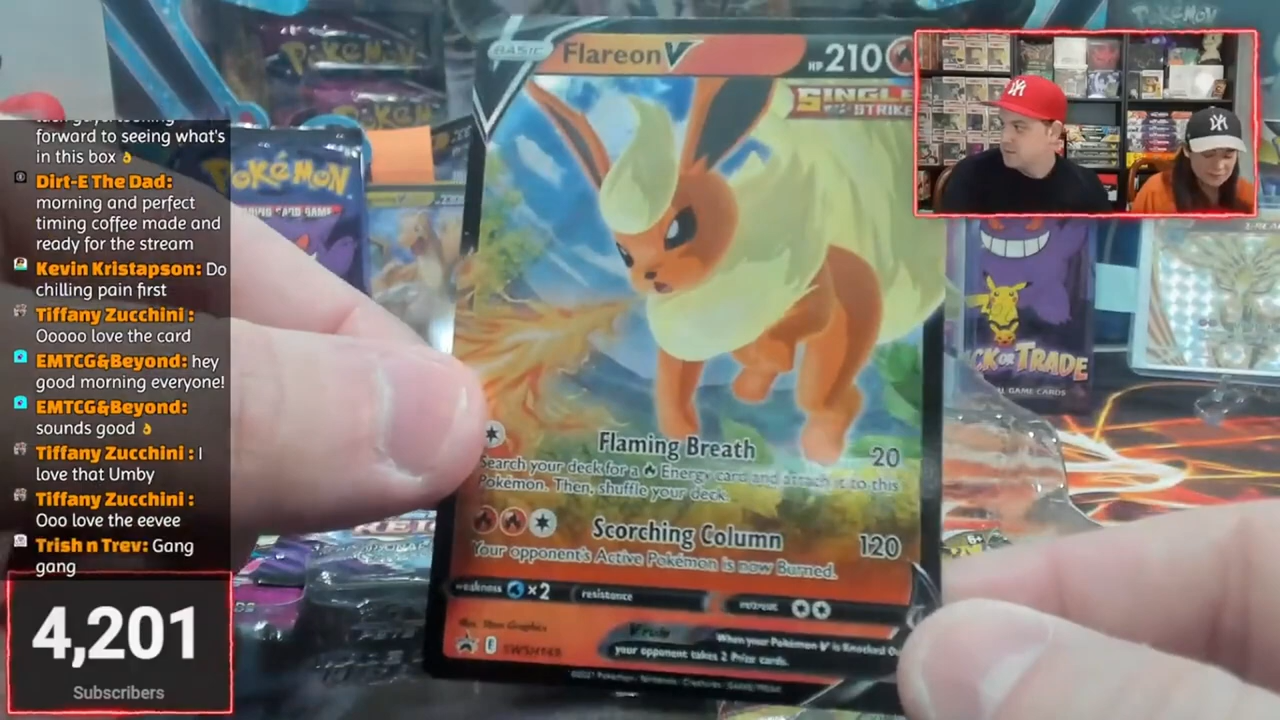 forward to seeing what's
in this box 👌
Dirt-E The Dad:
morning and perfect
timing coffee made and
ready for the stream
Kevin Kristapson: Do
chilling pain first
Tiffany Zucchini :
Ooooo love the card
EMTCG&Beyond: hey
good morning everyone!
EMTCG&Beyond:
sounds good 👌
Tiffany Zucchini : I
love that Umby
Tiffany Zucchini :
Ooo love the eevee
Trish n Trev: Gang
gang
4,201
Subscribers
POKéMON
POKéMON
BASIC Flareon V HP 210
SINGLE
STRIKE
Flaming Breath 20
Search your deck for a Energy card and attach it to this
Pokémon. Then, shuffle your deck.
Scorching Column 120
Your opponent's Active Pokémon is now Burned.
weakness ×2 resistance retreat
V rule When your Pokémon V is Knocked O
your opponent takes 2 Prize cards.
POKéMON
CK OR TRADE